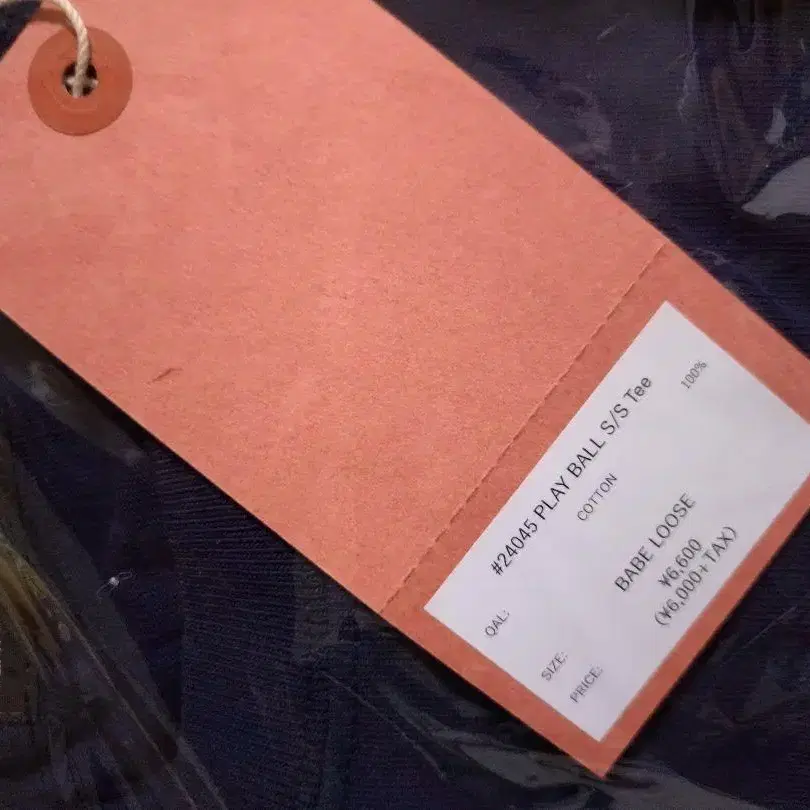 #24045 PLAY BALL S/S Tee
QAL: COTTON 100%
SIZE: BABE LOOSE
PRICE: ¥6,600
(¥6,000+TAX)